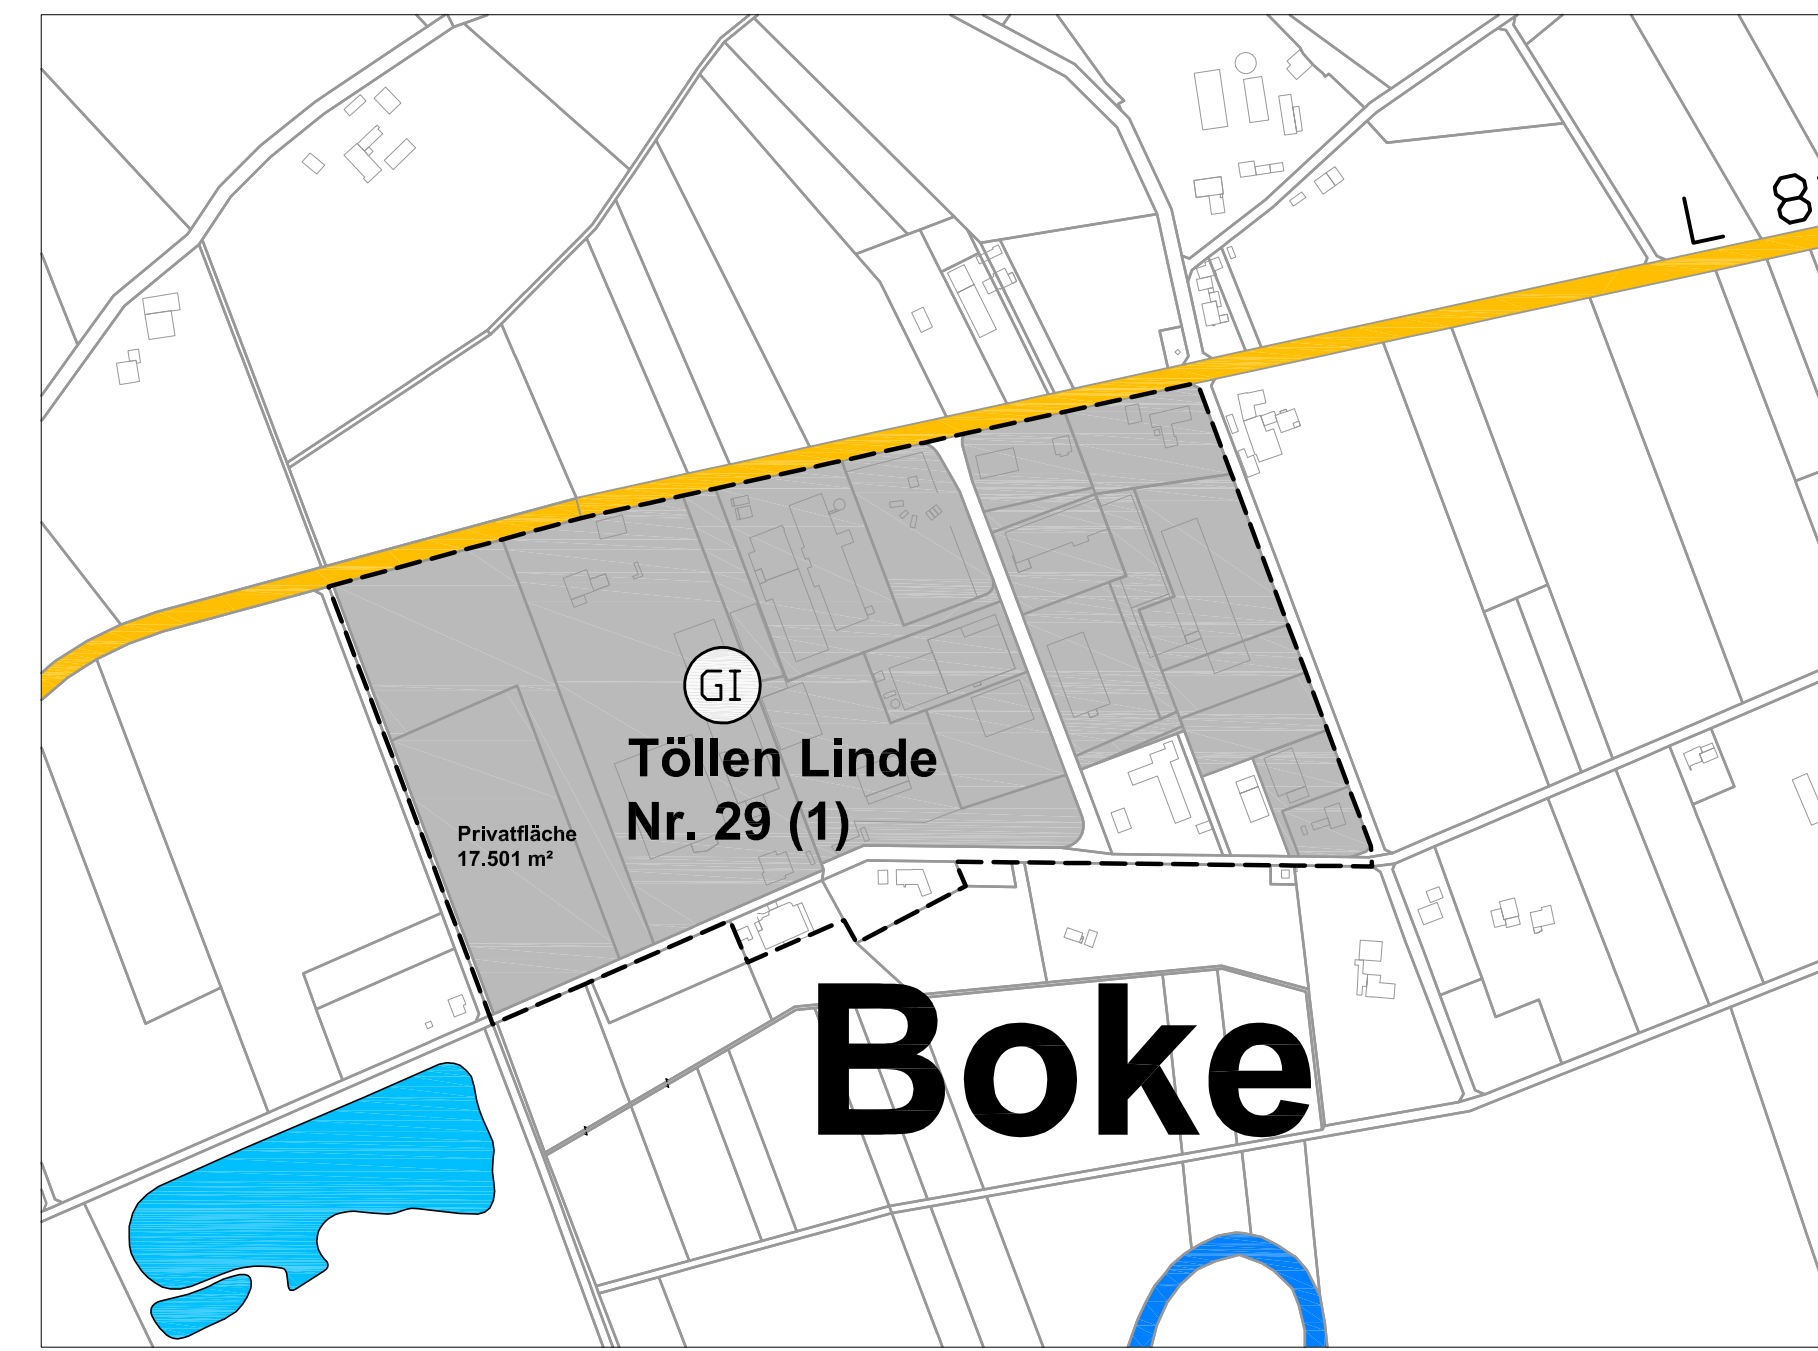 L 8
GI
Töllen Linde
Nr. 29 (1)
Privatfläche
17.501 m²
Boke